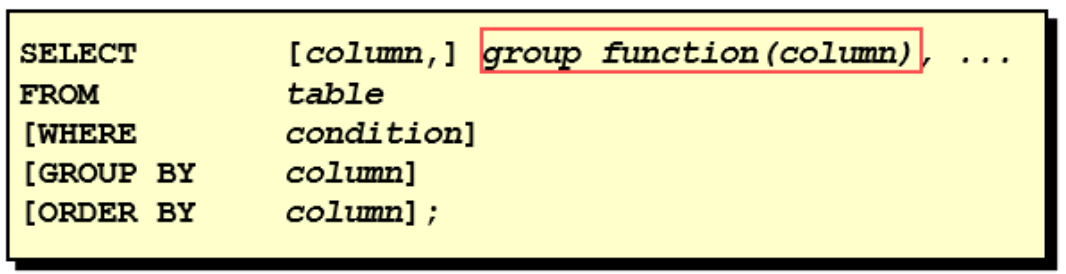 SELECT [column,] group function(column), ...
FROM table
[WHERE condition]
[GROUP BY column]
[ORDER BY column];